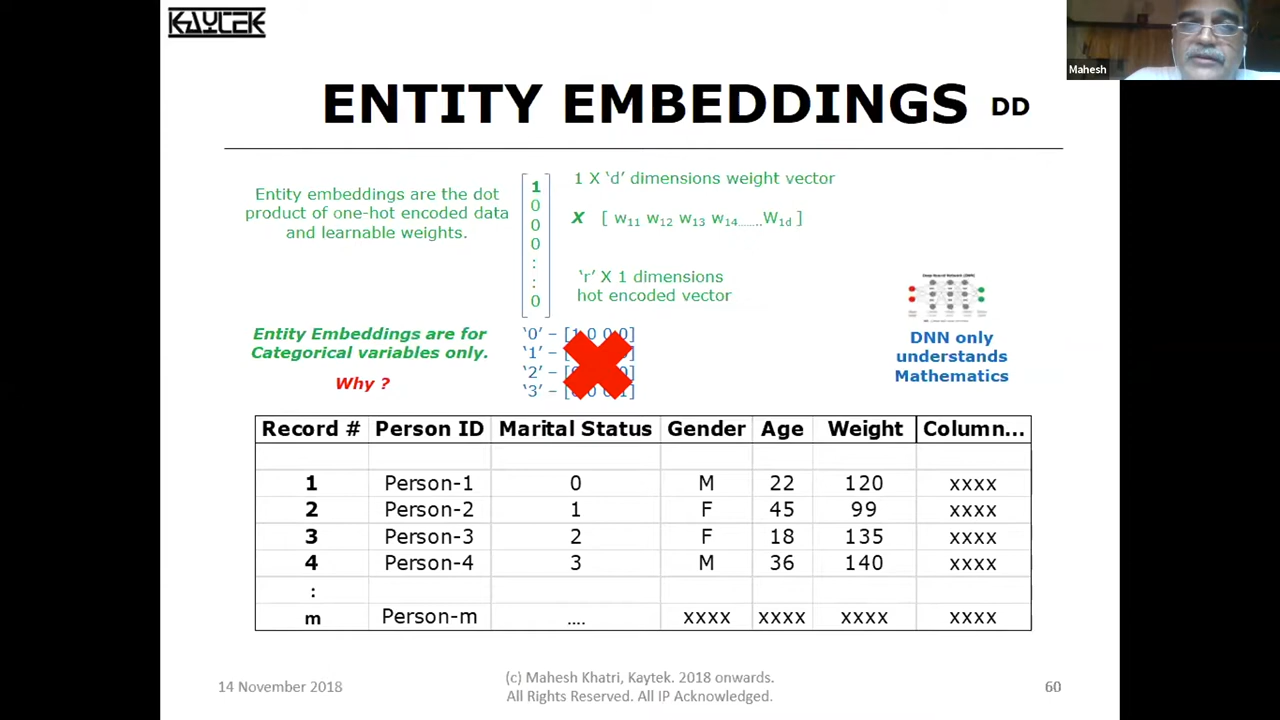 KAYTEK
Mahesh
ENTITY EMBEDDINGS DD
Entity embeddings are the dot
product of one-hot encoded data
and learnable weights.
1
0
0
0
:
:
0
1 X ‘d’ dimensions weight vector
X [ w11 w12 w13 w14.......W1d ]
‘r’ X 1 dimensions
hot encoded vector
Entity Embeddings are for
Categorical variables only.
Why ?
‘0’ – [1 0 0 0]
‘1’ –
‘2’ –
‘3’ –
DNN only
understands
Mathematics
Record # Person ID Marital Status Gender Age Weight Column...
1 Person-1 0 M 22 120 xxxx
2 Person-2 1 F 45 99 xxxx
3 Person-3 2 F 18 135 xxxx
4 Person-4 3 M 36 140 xxxx
:
m Person-m .... xxxx xxxx xxxx xxxx
14 November 2018
(c) Mahesh Khatri, Kaytek. 2018 onwards.
All Rights Reserved. All IP Acknowledged.
60